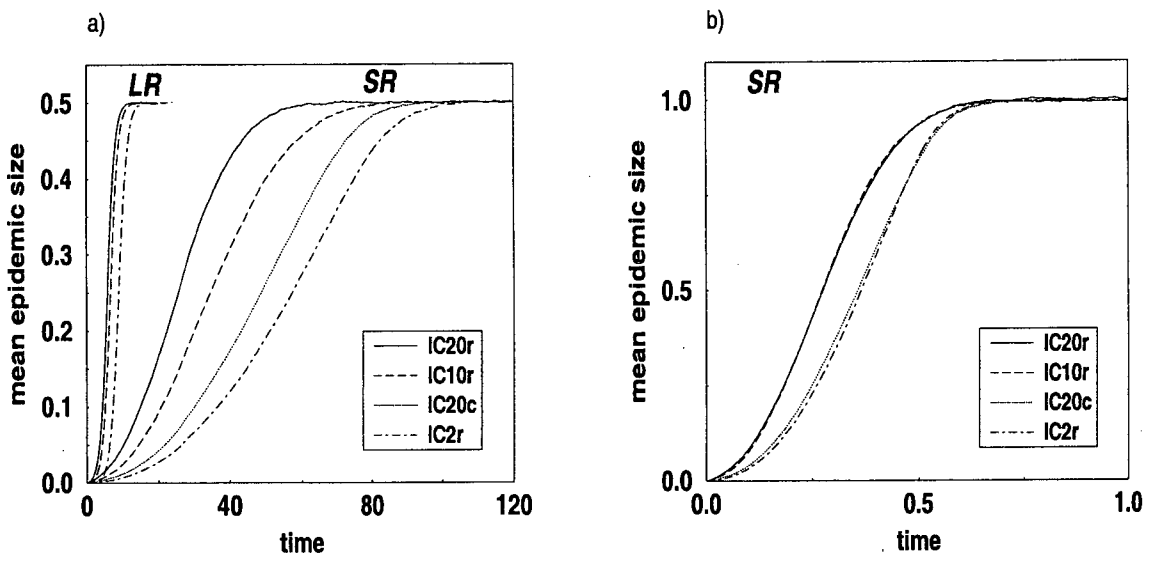 a)
LR
SR
0.5
0.4
0.3
0.2
0.1
0.0
0
40
80
120
mean epidemic size
time
IC20r
IC10r
IC20c
IC2r
b)
SR
1.0
0.5
0.0
0.0
0.5
1.0
mean epidemic size
time
IC20r
IC10r
IC20c
IC2r